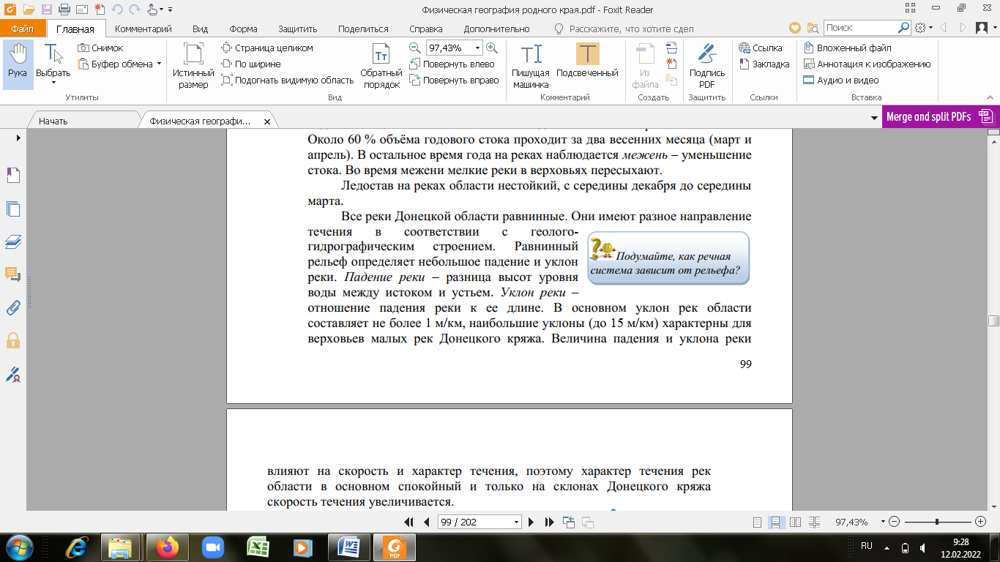 Физическая география родного края.pdf - Foxit Reader
Файл Главная Комментарий Вид Форма Защитить Поделиться Справка Дополнительно Расскажите, что хотите сдел Поиск
Рука
Выбрать
Снимок
Буфер обмена
Утилиты
Истинный размер
Страница целиком
По ширине
Подогнать видимую область
Обратный порядок
97,43%
Повернуть влево
Повернуть вправо
Вид
Пишущая машинка
Подсвеченный
Комментарий
Из файла
Создать
Подпись PDF
Защитить
Ссылка
Закладка
Ссылки
Вложенный файл
Аннотация к изображению
Аудио и видео
Вставка
Начать
Физическая географи...
Merge and split PDFs
Около 60 % объёма годового стока проходит за два весенних месяца (март и
апрель). В остальное время года на реках наблюдается межень – уменьшение
стока. Во время межени мелкие реки в верховьях пересыхают.
Ледостав на реках области нестойкий, с середины декабря до середины
марта.
Все реки Донецкой области равнинные. Они имеют разное направление
течения в соответствии с геолого-
гидрографическим строением. Равнинный
рельеф определяет небольшое падение и уклон
реки. Падение реки – разница высот уровня
воды между истоком и устьем. Уклон реки –
Подумайте, как речная
система зависит от рельефа?
отношение падения реки к ее длине. В основном уклон рек области
составляет не более 1 м/км, наибольшие уклоны (до 15 м/км) характерны для
верховьев малых рек Донецкого кряжа. Величина падения и уклона реки
99
влияют на скорость и характер течения, поэтому характер течения рек
области в основном спокойный и только на склонах Донецкого кряжа
скорость течения увеличивается.
99 / 202
97,43%
PDF
RU
9:28
12.02.2022